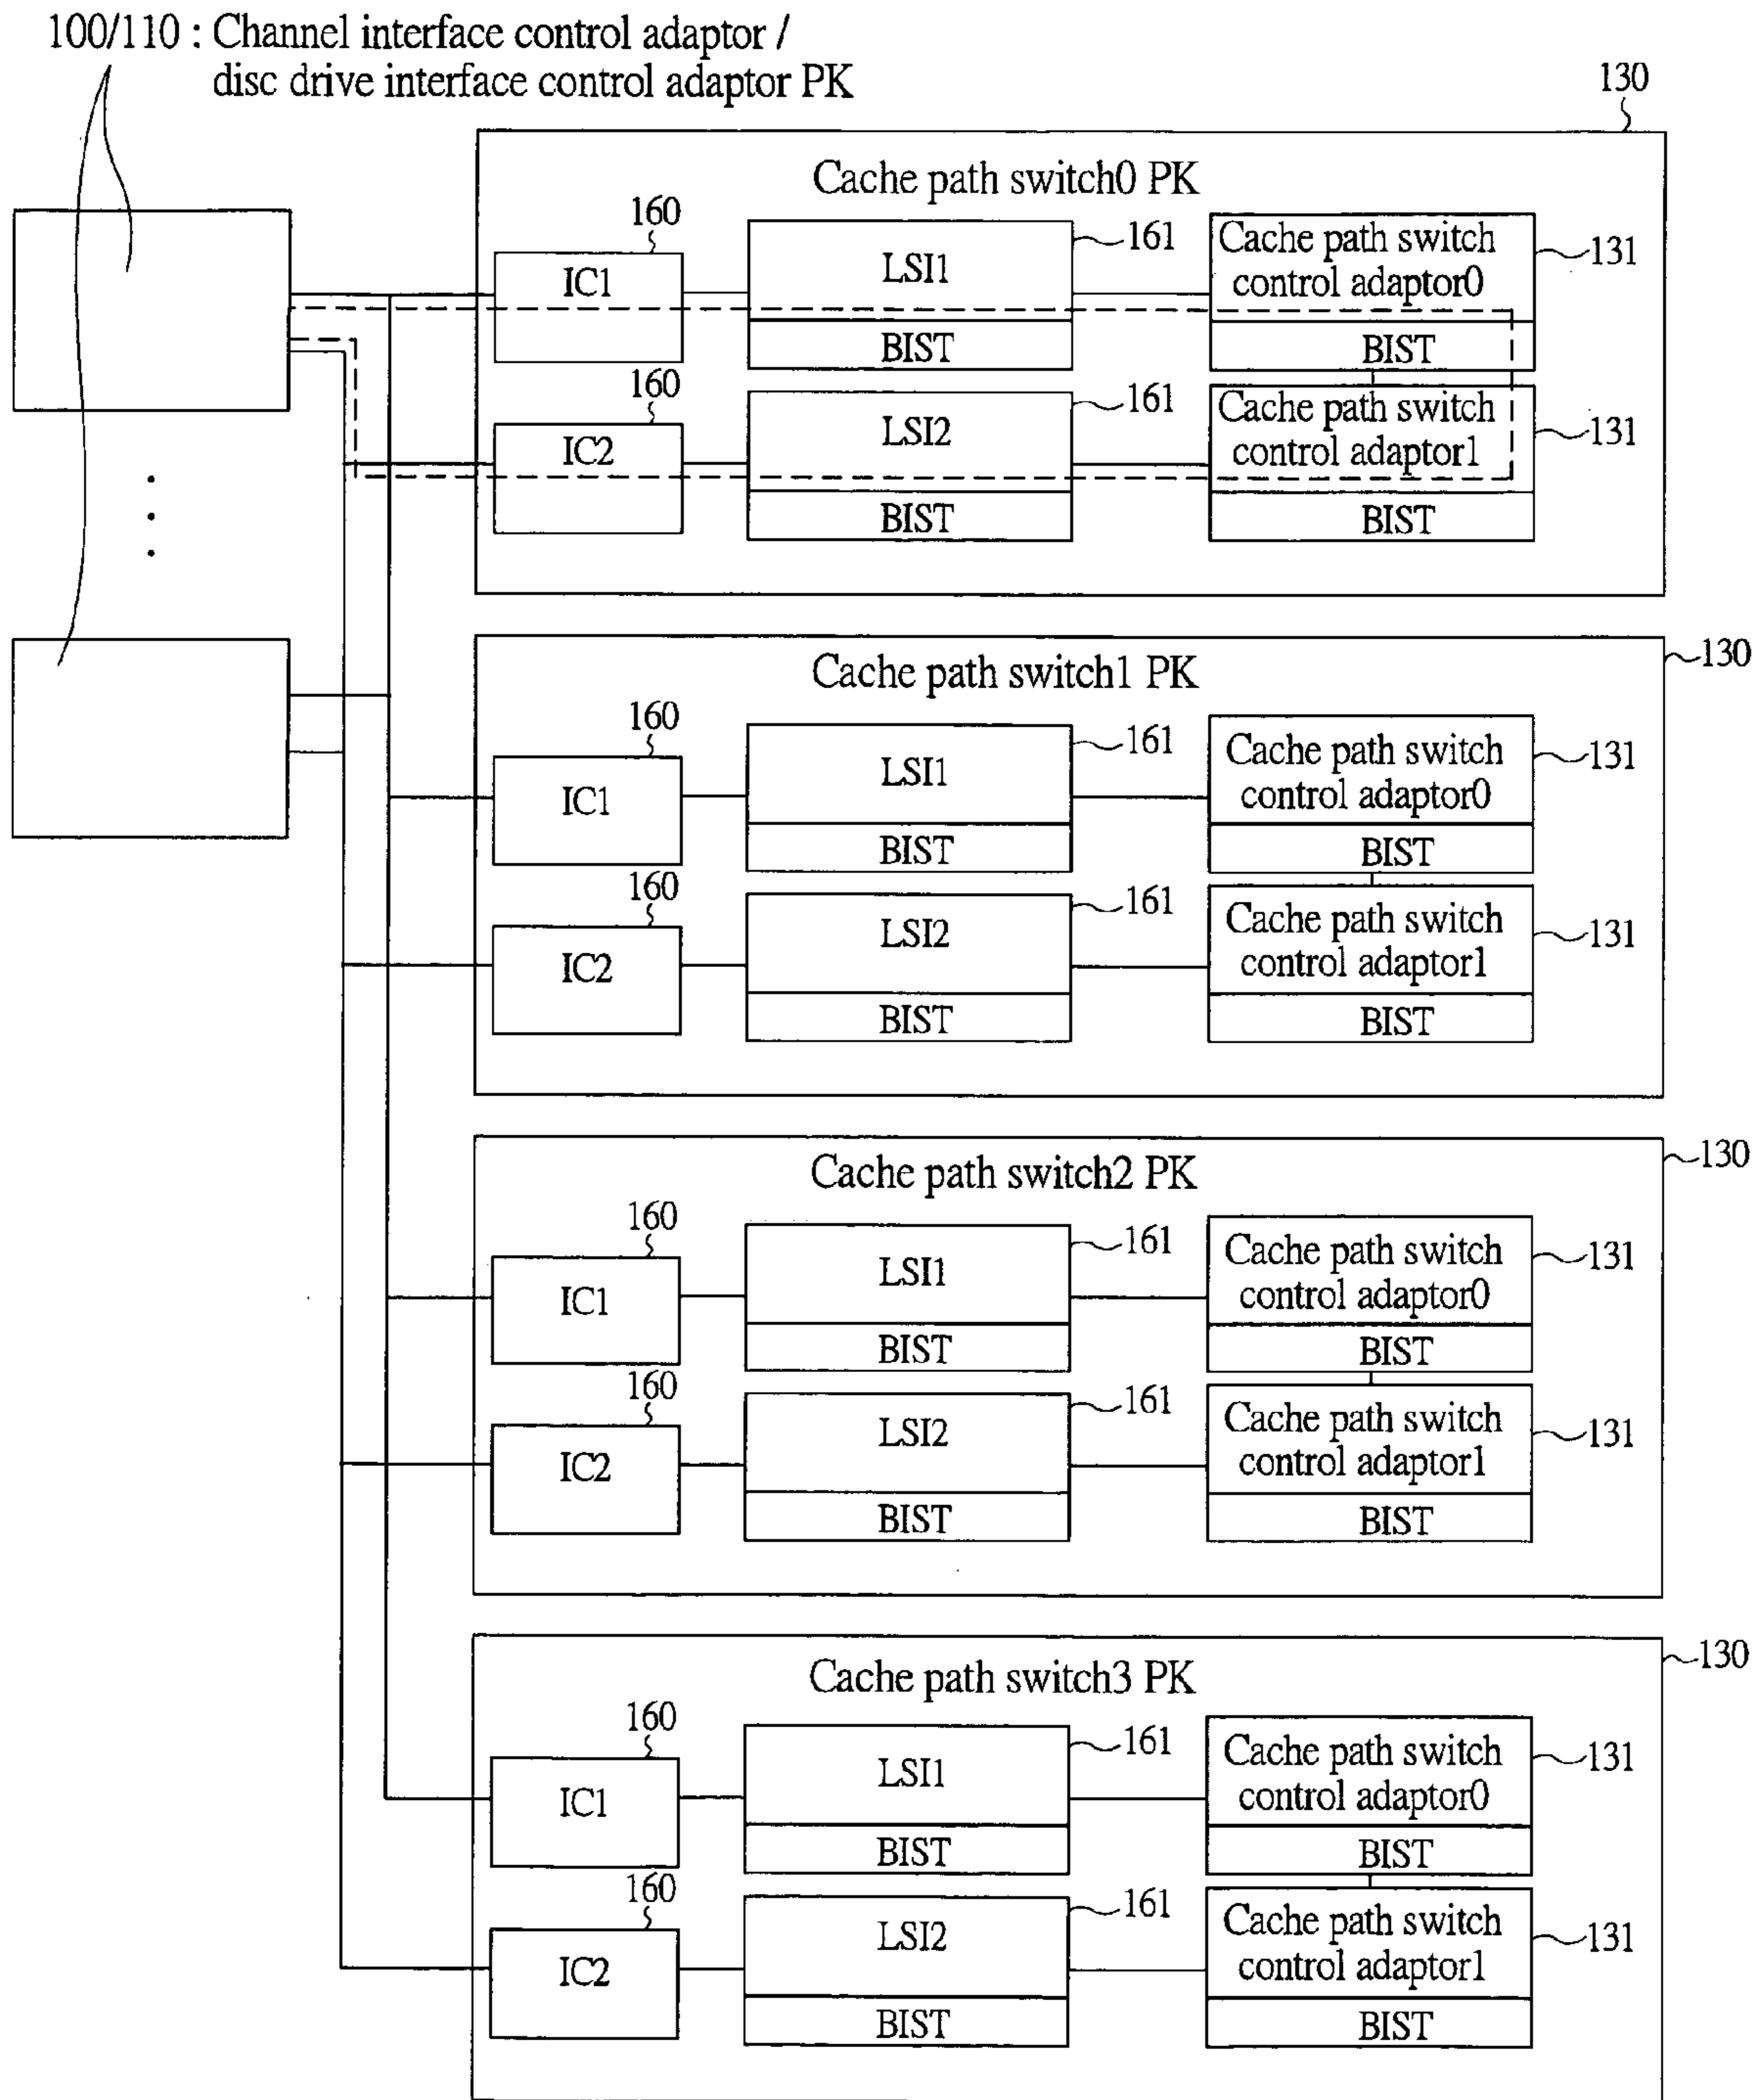 100/110 : Channel interface control adaptor /
disc drive interface control adaptor PK
130
Cache path switch0 PK
160
IC1
LSI1
161
BIST
Cache path switch
control adaptor0
131
BIST
160
IC2
LSI2
161
BIST
Cache path switch
control adaptor1
131
BIST
130
Cache path switch1 PK
160
IC1
LSI1
161
BIST
Cache path switch
control adaptor0
131
BIST
160
IC2
LSI2
161
BIST
Cache path switch
control adaptor1
131
BIST
130
Cache path switch2 PK
160
IC1
LSI1
161
BIST
Cache path switch
control adaptor0
131
BIST
160
IC2
LSI2
161
BIST
Cache path switch
control adaptor1
131
BIST
130
Cache path switch3 PK
160
IC1
LSI1
161
BIST
Cache path switch
control adaptor0
131
BIST
160
IC2
LSI2
161
BIST
Cache path switch
control adaptor1
131
BIST